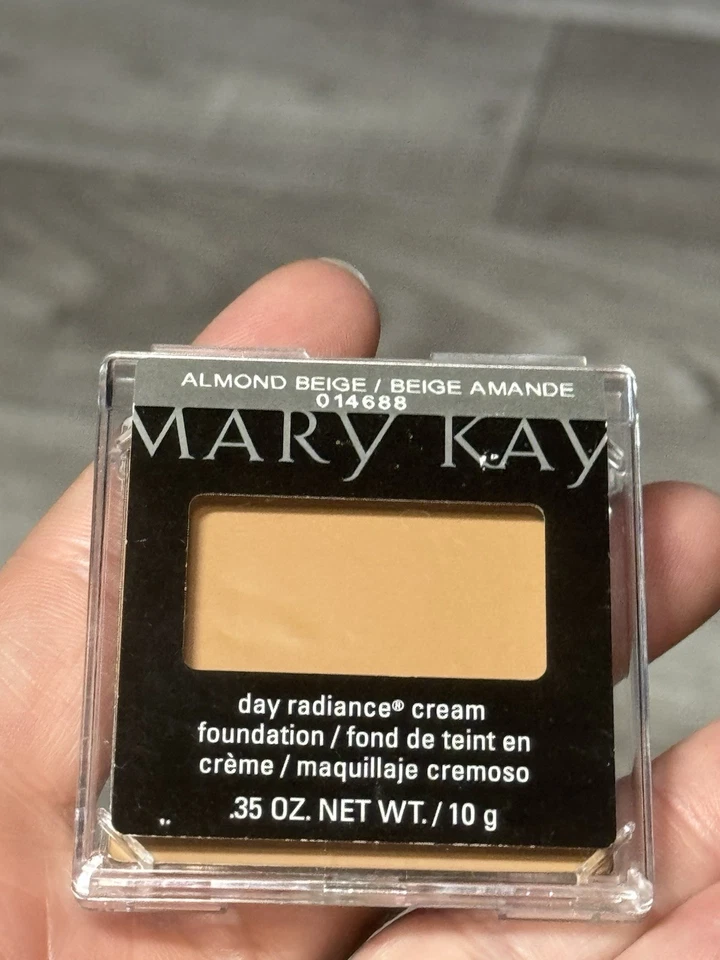 ALMOND BEIGE / BEIGE AMANDE
014688
MARY KAY
day radiance® cream
foundation / fond de teint en
crème / maquillaje cremoso
.35 OZ. NET WT. / 10 g